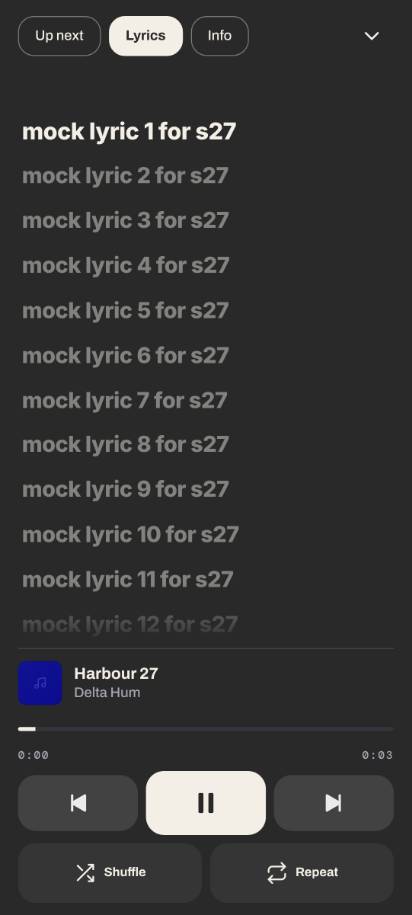 Up next Lyrics Info
mock lyric 1 for s27
mock lyric 2 for s27
mock lyric 3 for s27
mock lyric 4 for s27
mock lyric 5 for s27
mock lyric 6 for s27
mock lyric 7 for s27
mock lyric 8 for s27
mock lyric 9 for s27
mock lyric 10 for s27
mock lyric 11 for s27
mock lyric 12 for s27
Harbour 27
Delta Hum
0:00 0:03
Shuffle Repeat